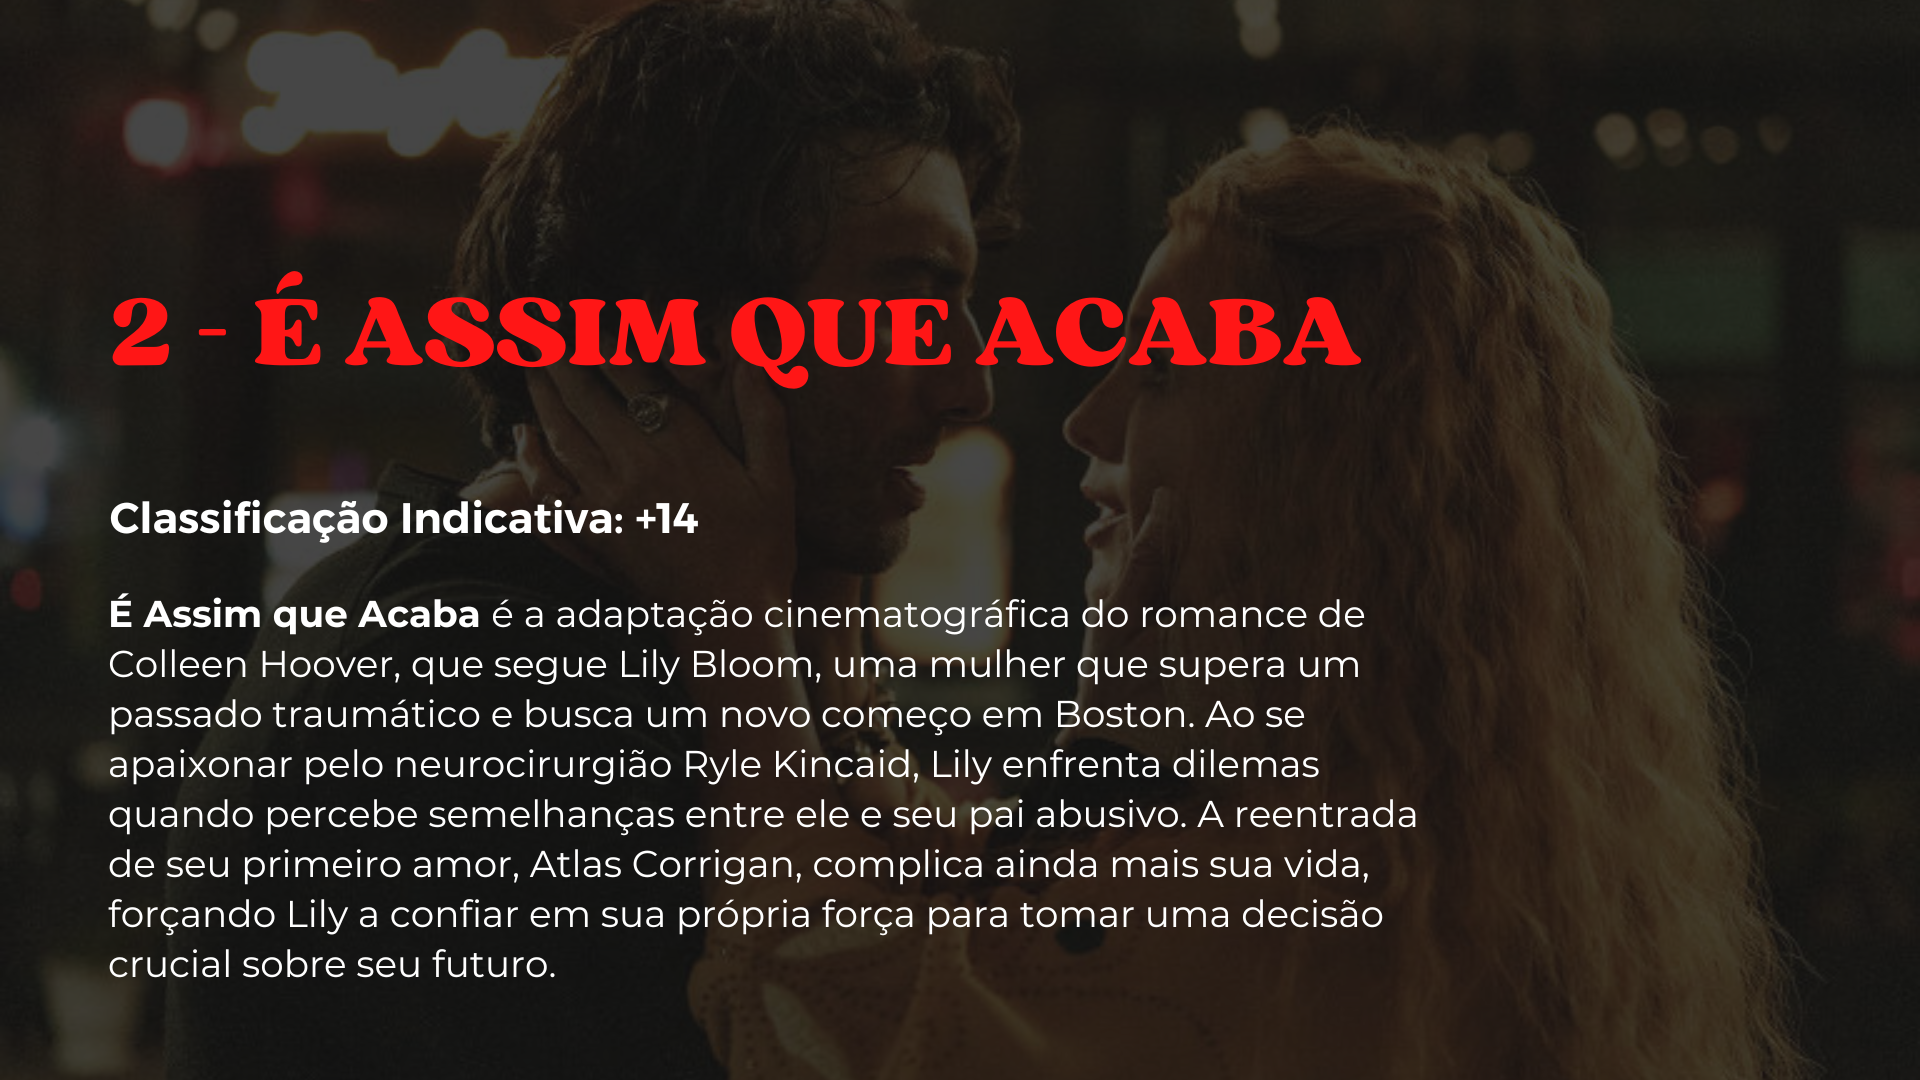 2 - É ASSIM QUE ACABA
Classificação Indicativa: +14
É Assim que Acaba é a adaptação cinematográfica do romance de
Colleen Hoover, que segue Lily Bloom, uma mulher que supera um
passado traumático e busca um novo começo em Boston. Ao se
apaixonar pelo neurocirurgião Ryle Kincaid, Lily enfrenta dilemas
quando percebe semelhanças entre ele e seu pai abusivo. A reentrada
de seu primeiro amor, Atlas Corrigan, complica ainda mais sua vida,
forçando Lily a confiar em sua própria força para tomar uma decisão
crucial sobre seu futuro.